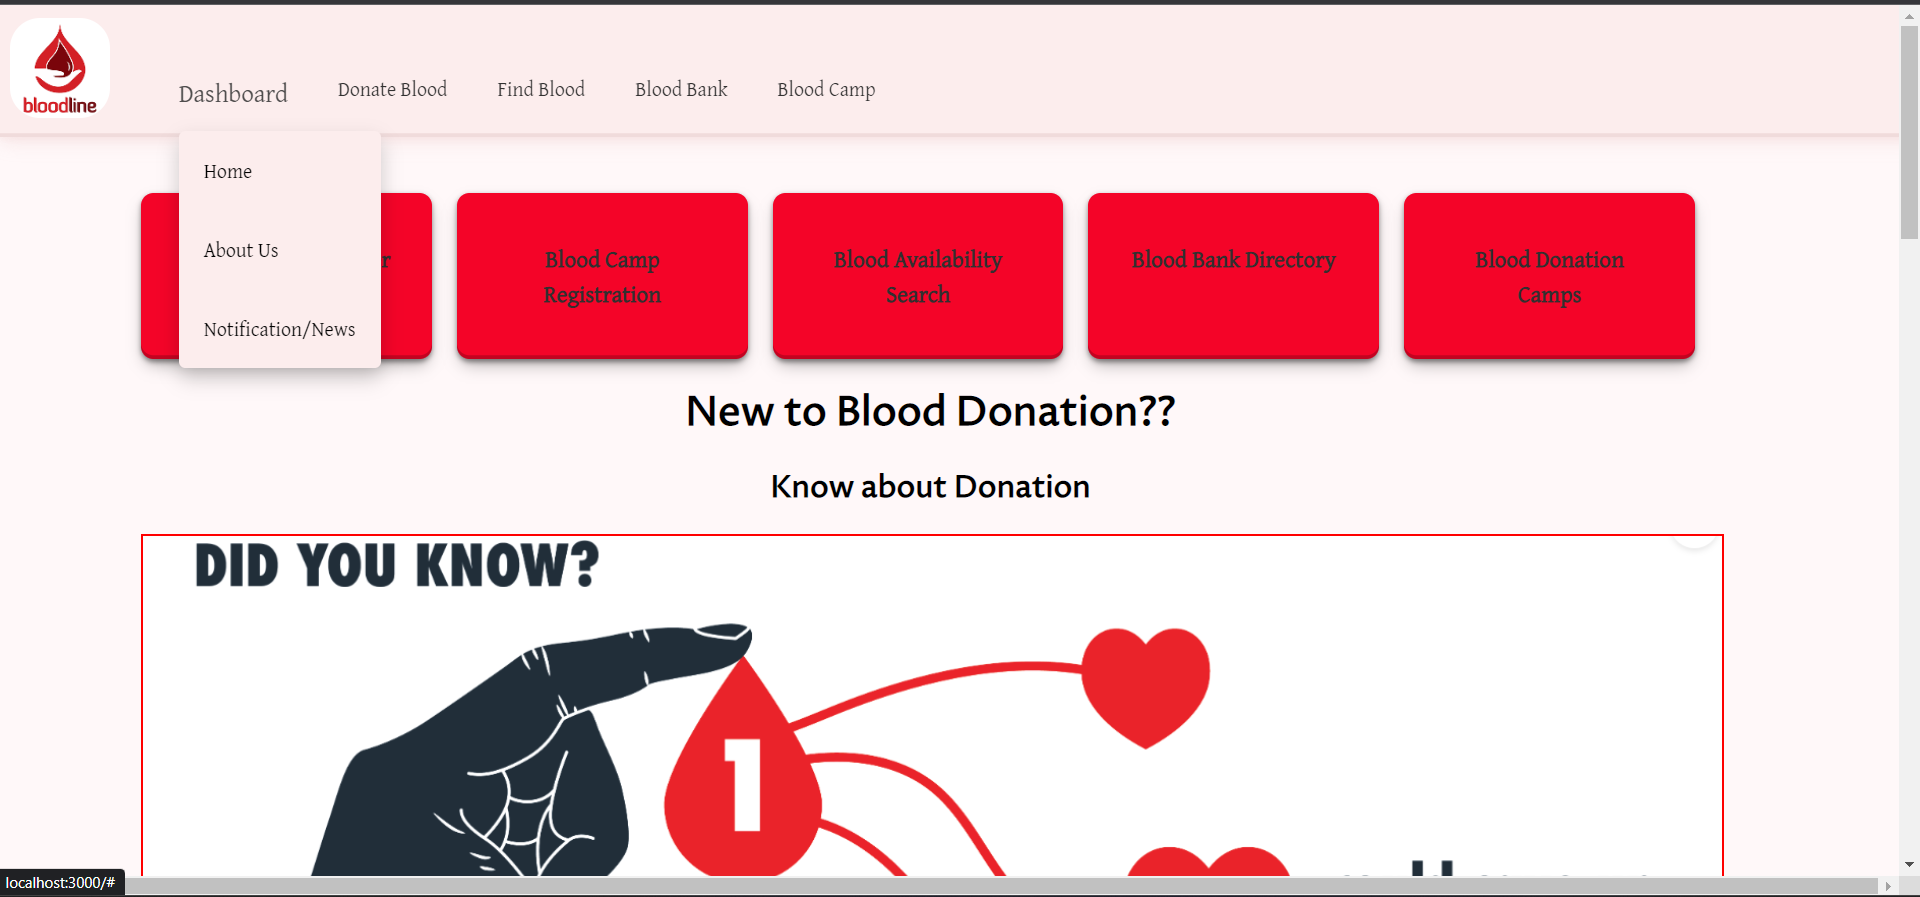 bloodline
Dashboard
Donate Blood
Find Blood
Blood Bank
Blood Camp
Home
About Us
Notification/News
Blood Camp
Registration
Blood Availability
Search
Blood Bank Directory
Blood Donation
Camps
New to Blood Donation??
Know about Donation
DID YOU KNOW?
1
localhost:3000/#